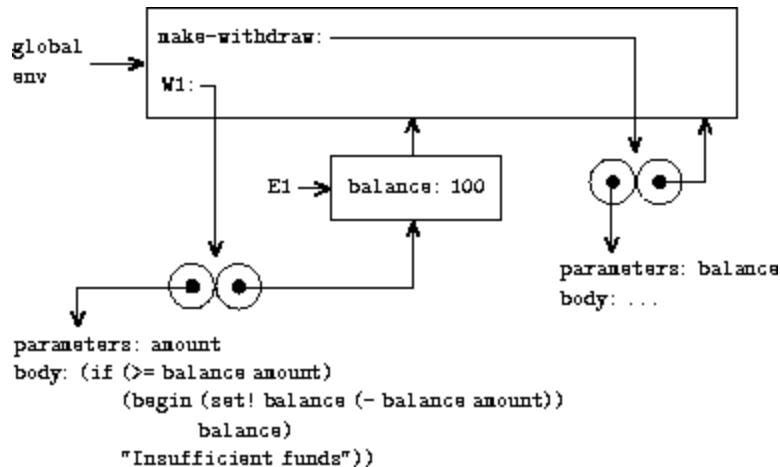 global
env
make-withdraw:
W1:
E1
balance: 100
parameters: balance
body: ...
parameters: amount
body: (if (>= balance amount)
(begin (set! balance (- balance amount))
balance)
"Insufficient funds"))